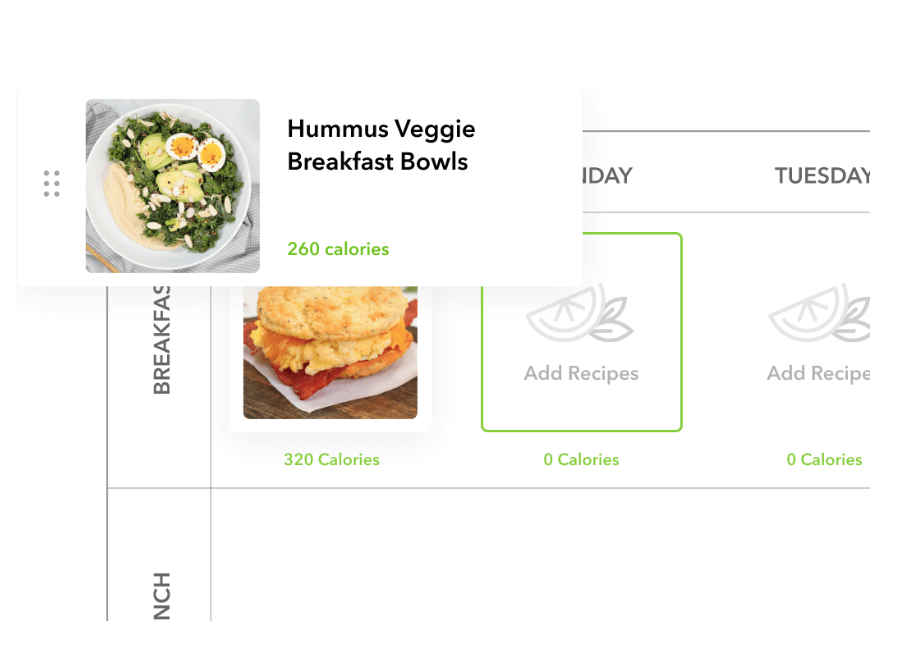 Hummus Veggie
Breakfast Bowls
260 calories
NDAY
TUESDAY
BREAKFAS
Add Recipes
Add Recipe
320 Calories
0 Calories
0 Calories
NCH